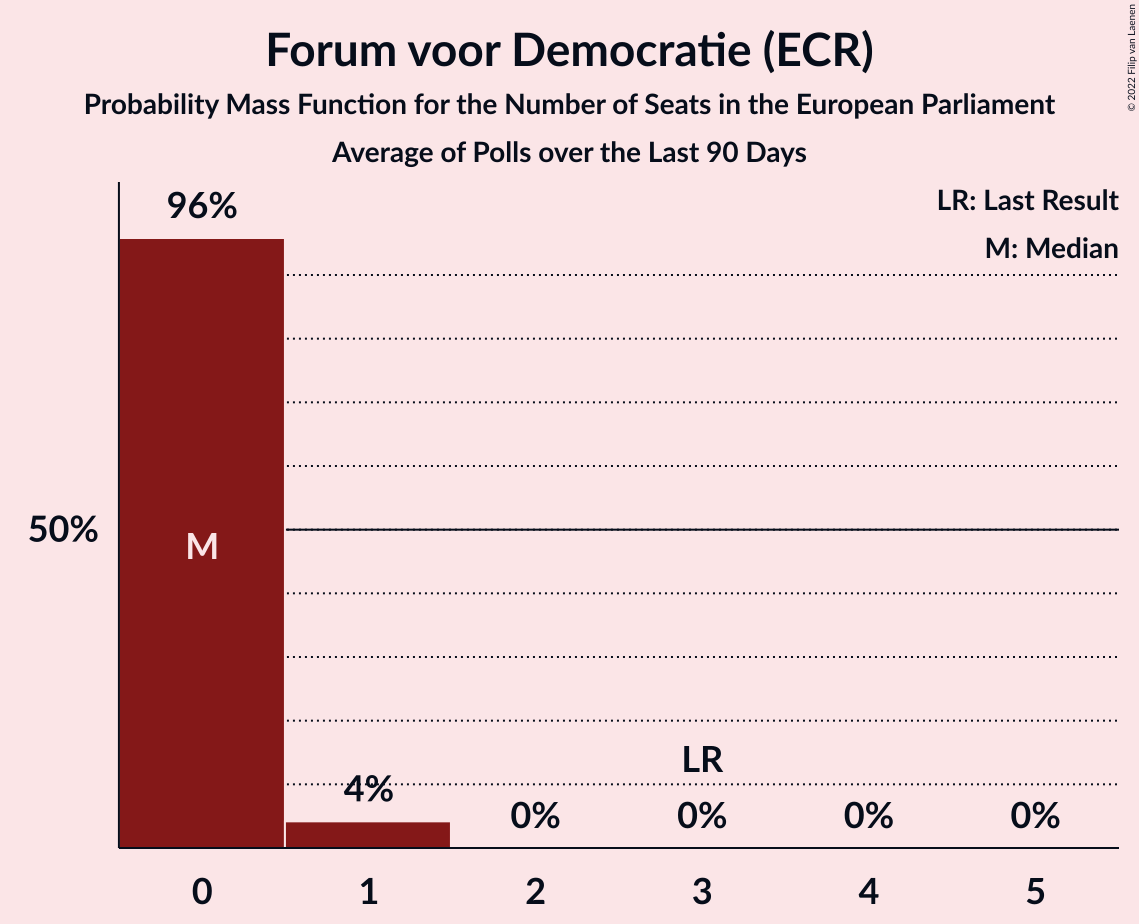 Forum voor Democratie (ECR)
Probability Mass Function for the Number of Seats in the European Parliament
Average of Polls over the Last 90 Days
© 2022 Filip van Laenen
LR: Last Result
M: Median
96%
50%
M
LR
4%
0%
0%
0%
0%
0
1
2
3
4
5